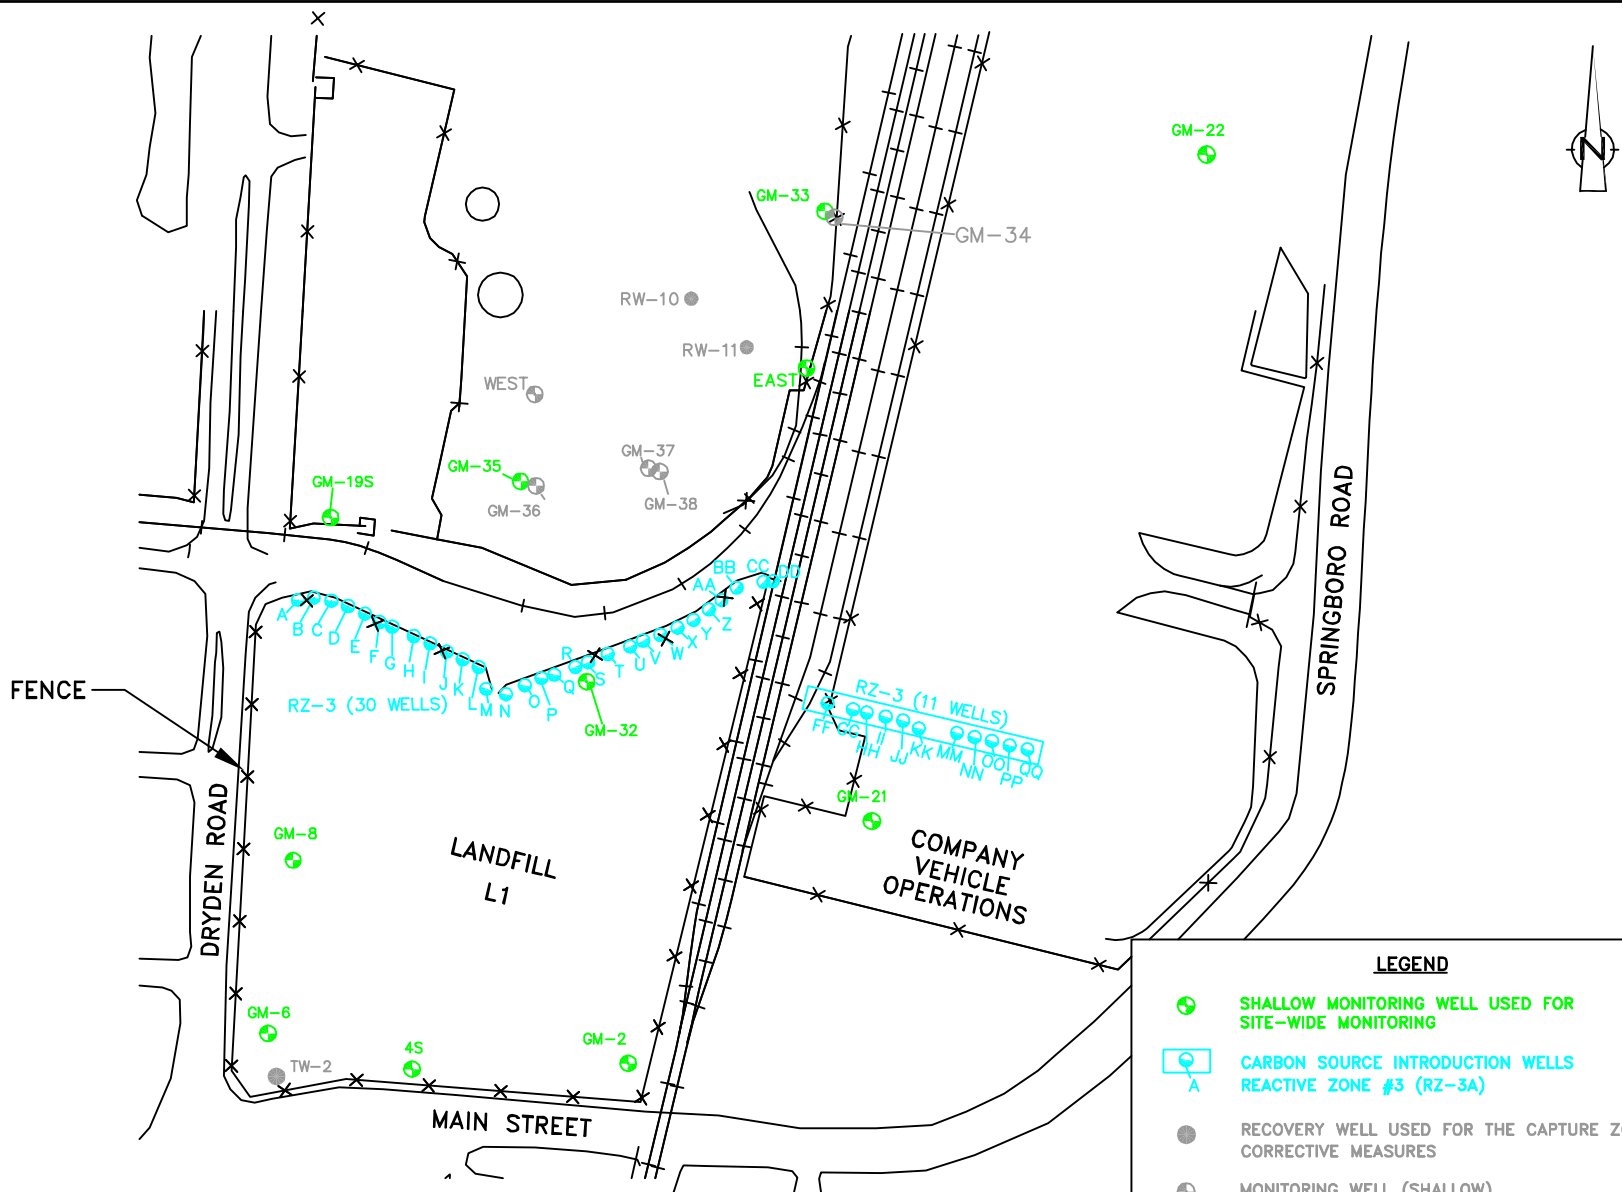 GM-22
N
GM-33
GM-34
RW-10
RW-11
EAST
WEST
GM-37
GM-35
GM-38
GM-36
GM-19S
SPRINGBORO ROAD
BB CC DD
AA
A B C D E F G H I J K L M N O P Q R S T U V W X Y Z
FENCE
RZ-3 (30 WELLS)
RZ-3 (11 WELLS)
FF GG HH II JJ KK MM NN OO PP QQ
GM-32
GM-21
DRYDEN ROAD
GM-8
LANDFILL
L1
COMPANY
VEHICLE
OPERATIONS
GM-6
TW-2
4S
GM-2
MAIN STREET
LEGEND
SHALLOW MONITORING WELL USED FOR
SITE-WIDE MONITORING
CARBON SOURCE INTRODUCTION WELLS
A REACTIVE ZONE #3 (RZ-3A)
RECOVERY WELL USED FOR THE CAPTURE
CORRECTIVE MEASURES
MONITORING WELL (SHALLOW)